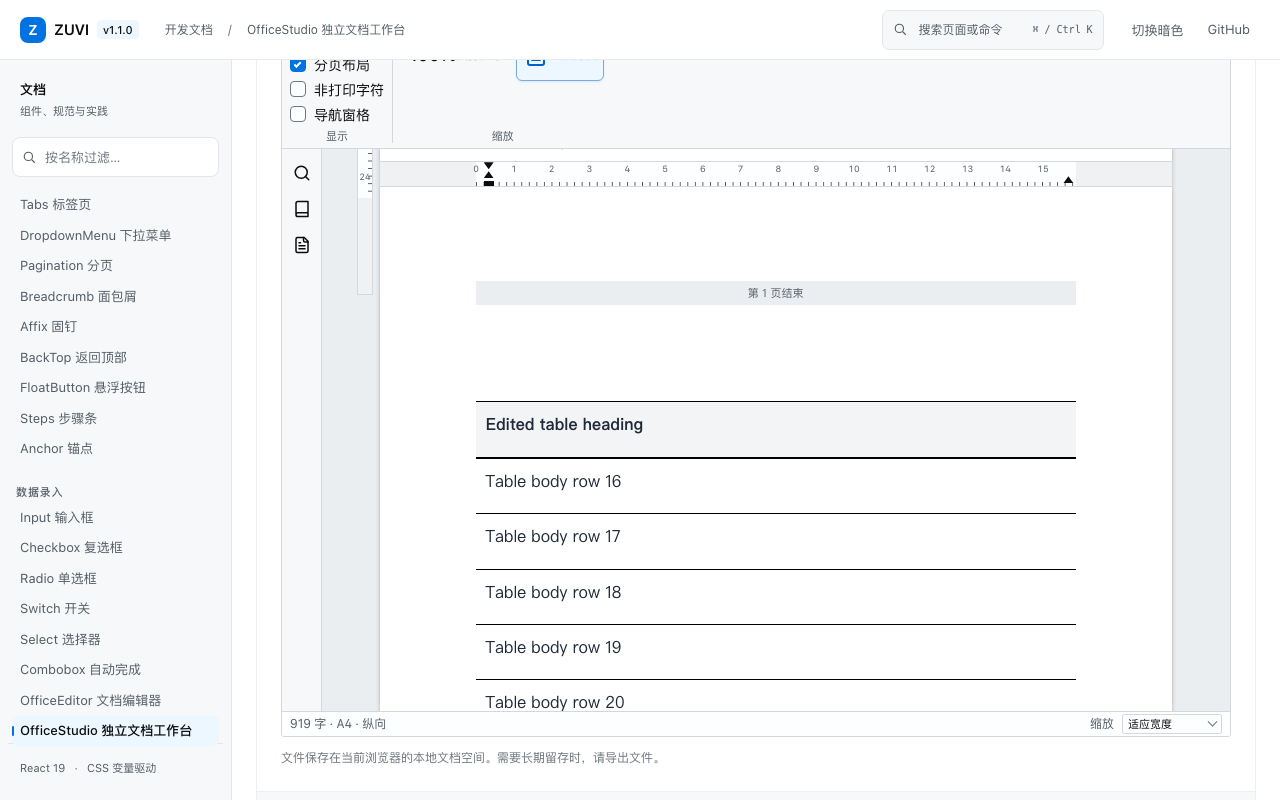 Z ZUVI v1.1.0 开发文档 / OfficeStudio 独立文档工作台 搜索页面或命令 ⌘ / Ctrl K 切换暗色 GitHub
文档
组件、规范与实践
按名称过滤...
Tabs 标签页
DropdownMenu 下拉菜单
Pagination 分页
Breadcrumb 面包屑
Affix 固钉
BackTop 返回顶部
FloatButton 悬浮按钮
Steps 步骤条
Anchor 锚点
数据录入
Input 输入框
Checkbox 复选框
Radio 单选框
Switch 开关
Select 选择器
Combobox 自动完成
OfficeEditor 文档编辑器
OfficeStudio 独立文档工作台
React 19 · CSS 变量驱动
分页布局
非打印字符
导航窗格
显示
缩放
24
0 1 2 3 4 5 6 7 8 9 10 11 12 13 14 15
第 1 页结束
Edited table heading
Table body row 16
Table body row 17
Table body row 18
Table body row 19
Table body row 20
919 字 · A4 · 纵向
缩放 适应宽度
文件保存在当前浏览器的本地文档空间。需要长期留存时，请导出文件。